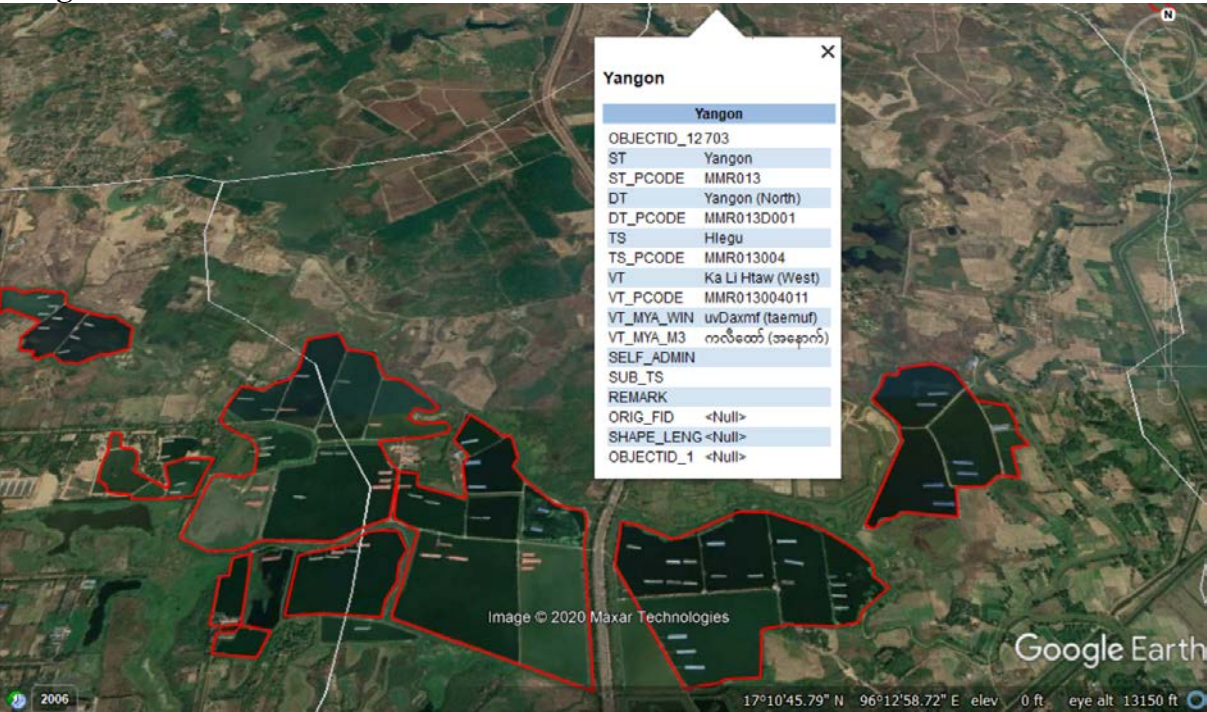 N
Yangon
Yangon
OBJECTID_12 703
ST Yangon
ST_PCODE MMR013
DT Yangon (North)
DT_PCODE MMR013D001
TS Hlegu
TS_PCODE MMR013004
VT Ka Li Htaw (West)
VT_PCODE MMR013004011
VT_MYA_WIN uvDaxmf (taemuf)
VT_MYA_M3 ကလီထော် (အနောက်)
SELF_ADMIN
SUB_TS
REMARK
ORIG_FID <Null>
SHAPE_LENG <Null>
OBJECTID_1 <Null>
Image © 2020 Maxar Technologies
Google Earth
2006
17°10'45.79" N 96°12'58.72" E elev 0 ft eye alt 13150 ft